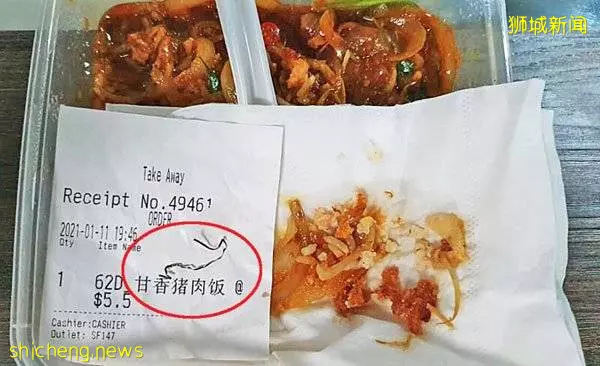 狮城新闻
Take Away
Receipt No.49461
ORDER
2021-01-11 19:46
Qty Item Name
1 62D 甘香猪肉饭 @
$5.5
Cashier:CASHIER
Outlet: SF147
shicheng.news